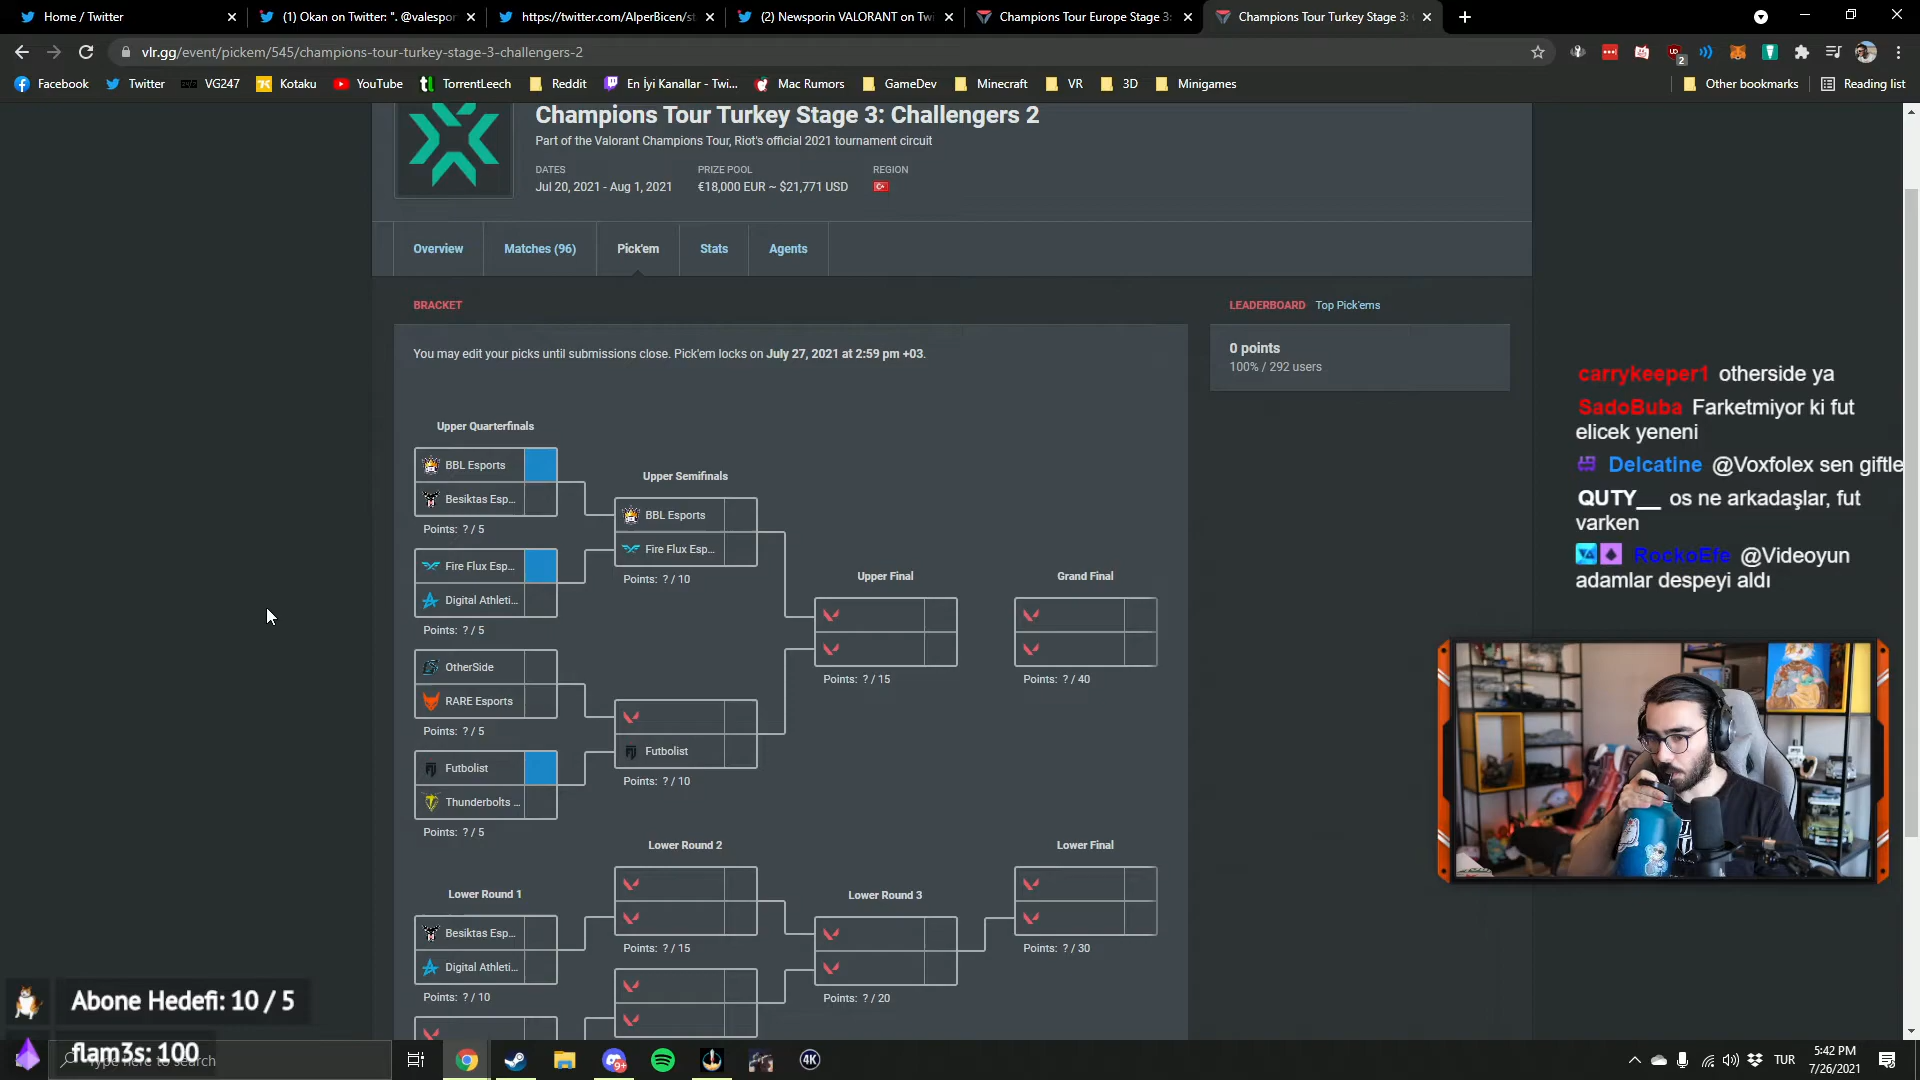 Home / Twitter
(1) Okan on Twitter: ". @valespor
https://twitter.com/AlperBicen/st
(2) Newsporin VALORANT on Twi
Champions Tour Europe Stage 3:
Champions Tour Turkey Stage 3:
vlr.gg/event/pickem/545/champions-tour-turkey-stage-3-challengers-2
Facebook
Twitter
VG247
Kotaku
YouTube
TorrentLeech
Reddit
En İyi Kanallar - Twi...
Mac Rumors
GameDev
Minecraft
VR
3D
Minigames
Other bookmarks
Reading list
Champions Tour Turkey Stage 3: Challengers 2
Part of the Valorant Champions Tour, Riot's official 2021 tournament circuit
DATES
Jul 20, 2021 - Aug 1, 2021
PRIZE POOL
€18,000 EUR ~ $21,771 USD
REGION
Overview
Matches (96)
Pick'em
Stats
Agents
BRACKET
You may edit your picks until submissions close. Pick'em locks on July 27, 2021 at 2:59 pm +03.
LEADERBOARD Top Pick'ems
0 points
100% / 292 users
Upper Quarterfinals
BBL Esports
Besiktas Esp...
Points: ? / 5
Fire Flux Esp...
Digital Athleti...
Points: ? / 5
OtherSide
RARE Esports
Points: ? / 5
Futbolist
Thunderbolts ...
Points: ? / 5
Upper Semifinals
BBL Esports
Fire Flux Esp...
Points: ? / 10
Futbolist
Points: ? / 10
Upper Final
Points: ? / 15
Grand Final
Points: ? / 40
Lower Round 1
Besiktas Esp...
Digital Athleti...
Points: ? / 10
Lower Round 2
Points: ? / 15
Lower Round 3
Points: ? / 20
Lower Final
Points: ? / 30
carrykeeper1 otherside ya
SadoBuba Farketmiyor ki fut
elicek yeneni
Delcatine @Voxfolex sen giftle
QUTY__ os ne arkadaşlar, fut
varken
RockoEfe @Videoyun
adamlar despeyi aldı
Abone Hedefi: 10 / 5
flam3s: 100
Type here to search
9+
4K
TUR
5:42 PM
7/26/2021